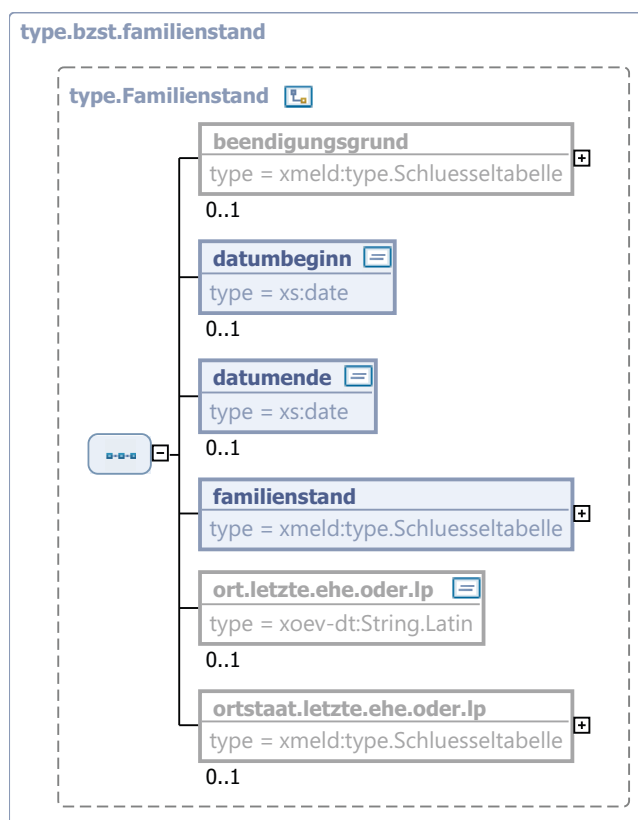 type.bzst.familienstand
type.Familienstand
beendigungsgrund
type = xmeld:type.Schluesseltabelle
0..1
datumbeginn
type = xs:date
0..1
datumende
type = xs:date
0..1
familienstand
type = xmeld:type.Schluesseltabelle
ort.letzte.ehe.oder.lp
type = xoev-dt:String.Latin
0..1
ortstaat.letzte.ehe.oder.lp
type = xmeld:type.Schluesseltabelle
0..1